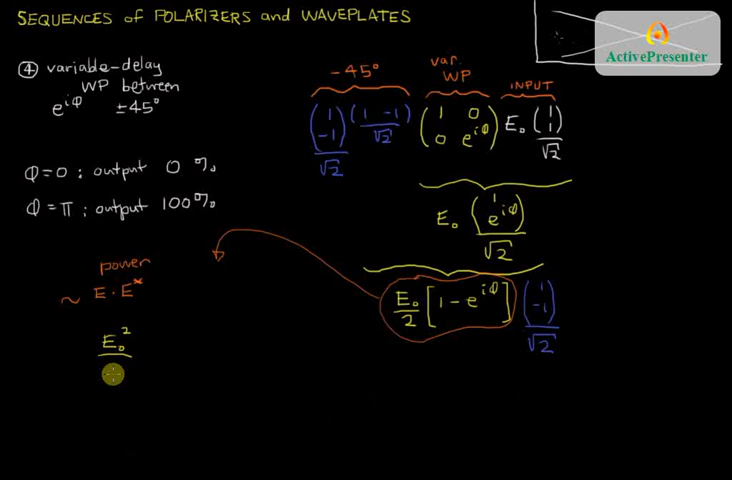 SEQUENCES of POLARIZERS and WAVEPLATES
ActivePresenter
④ variable-delay
WP between
e^{iφ} ±45°
-45°
var.
WP
INPUT
(1 -1)/√2 (1 -1)/√2 (1 0 0 e^{iφ}) E₀ (1 1)/√2
φ=0 : output 0 %
φ=π : output 100%
E₀ (1 e^{iφ})/√2
power
~ E · E*
E₀/2 [1 - e^{iφ}] (1 -1)/√2
E₀²